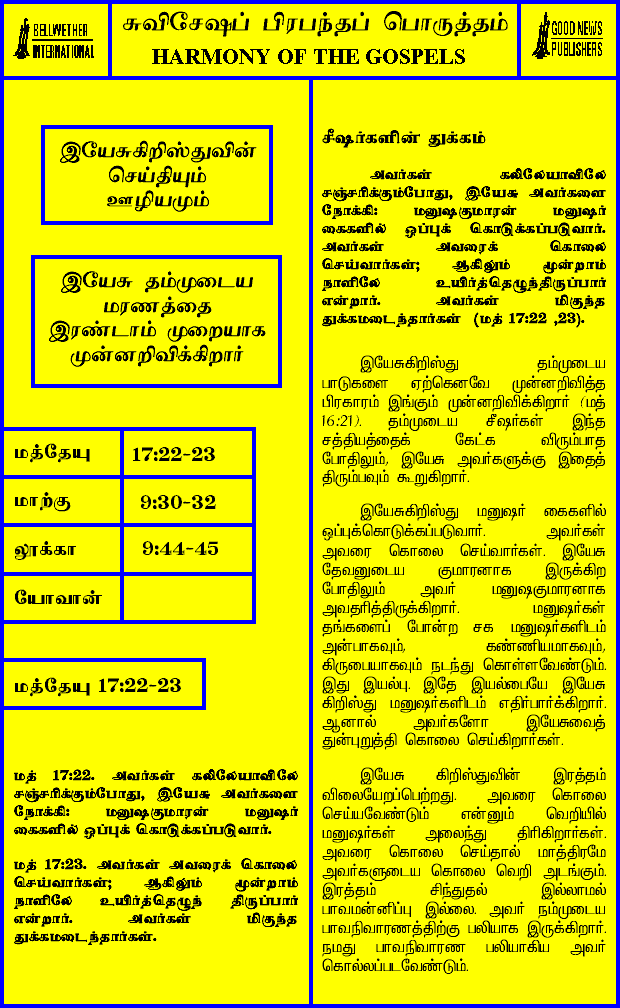 BELLWETHER
INTERNATIONAL
சுவிசேஷப் பிரபந்தப் பொருத்தம்
HARMONY OF THE GOSPELS
GOOD NEWS
PUBLISHERS
இயேசுகிறிஸ்துவின்
செய்தியும்
ஊழியமும்
இயேசு தம்முடைய
மரணத்தை
இரண்டாம் முறையாக
முன்னறிவிக்கிறார்
மத்தேயு 17:22-23
மாற்கு 9:30-32
லூக்கா 9:44-45
யோவான்
மத்தேயு 17:22-23
மத் 17:22. அவர்கள் கலிலேயாவிலே
சஞ்சரிக்கும்போது, இயேசு அவர்களை
நோக்கி: மனுஷகுமாரன் மனுஷர்
கைகளில் ஒப்புக் கொடுக்கப்படுவார்.
மத் 17:23. அவர்கள் அவரைக் கொலை
செய்வார்கள்; ஆகிலும் மூன்றாம்
நாளிலே உயிர்த்தெழுந் திருப்பார்
என்றார். அவர்கள் மிகுந்த
துக்கமடைந்தார்கள்.
சீஷர்களின் துக்கம்
அவர்கள் கலிலேயாவிலே
சஞ்சரிக்கும்போது, இயேசு அவர்களை
நோக்கி: மனுஷகுமாரன் மனுஷர்
கைகளில் ஒப்புக் கொடுக்கப்படுவார்.
அவர்கள் அவரைக் கொலை
செய்வார்கள்; ஆகிலும் மூன்றாம்
நாளிலே உயிர்த்தெழுந்திருப்பார்
என்றார். அவர்கள் மிகுந்த
துக்கமடைந்தார்கள் (மத் 17:22 ,23).
இயேசுகிறிஸ்து தம்முடைய
பாடுகளை ஏற்கெனவே முன்னறிவித்த
பிரகாரம் இங்கும் முன்னறிவிக்கிறார் (மத்
16:21). தம்முடைய சீஷர்கள் இந்த
சத்தியத்தைக் கேட்க விரும்பாத
போதிலும், இயேசு அவர்களுக்கு இதைத்
திரும்பவும் கூறுகிறார்.
இயேசுகிறிஸ்து மனுஷர் கைகளில்
ஒப்புக்கொடுக்கப்படுவார். அவர்கள்
அவரை கொலை செய்வார்கள். இயேசு
தேவனுடைய குமாரனாக இருக்கிற
போதிலும் அவர் மனுஷகுமாரனாக
அவதரித்திருக்கிறார். மனுஷர்கள்
தங்களைப் போன்ற சக மனுஷர்களிடம்
அன்பாகவும், கண்ணியமாகவும்,
கிருபையாகவும் நடந்து கொள்ளவேண்டும்.
இது இயல்பு. இதே இயல்பையே இயேசு
கிறிஸ்து மனுஷர்களிடம் எதிர்பார்க்கிறார்.
ஆனால் அவர்களோ இயேசுவைத்
துன்புறுத்தி கொலை செய்கிறார்கள்.
இயேசு கிறிஸ்துவின் இரத்தம்
விலையேறப்பெற்றது. அவரை கொலை
செய்யவேண்டும் என்னும் வெறியில்
மனுஷர்கள் அலைந்து திரிகிறார்கள்.
அவரை கொலை செய்தால் மாத்திரமே
அவர்களுடைய கொலை வெறி அடங்கும்.
இரத்தம் சிந்துதல் இல்லாமல்
பாவமன்னிப்பு இல்லை. அவர் நம்முடைய
பாவநிவாரணத்திற்கு பலியாக இருக்கிறார்.
நமது பாவநிவாரண பலியாகிய அவர்
கொல்லப்படவேண்டும்.